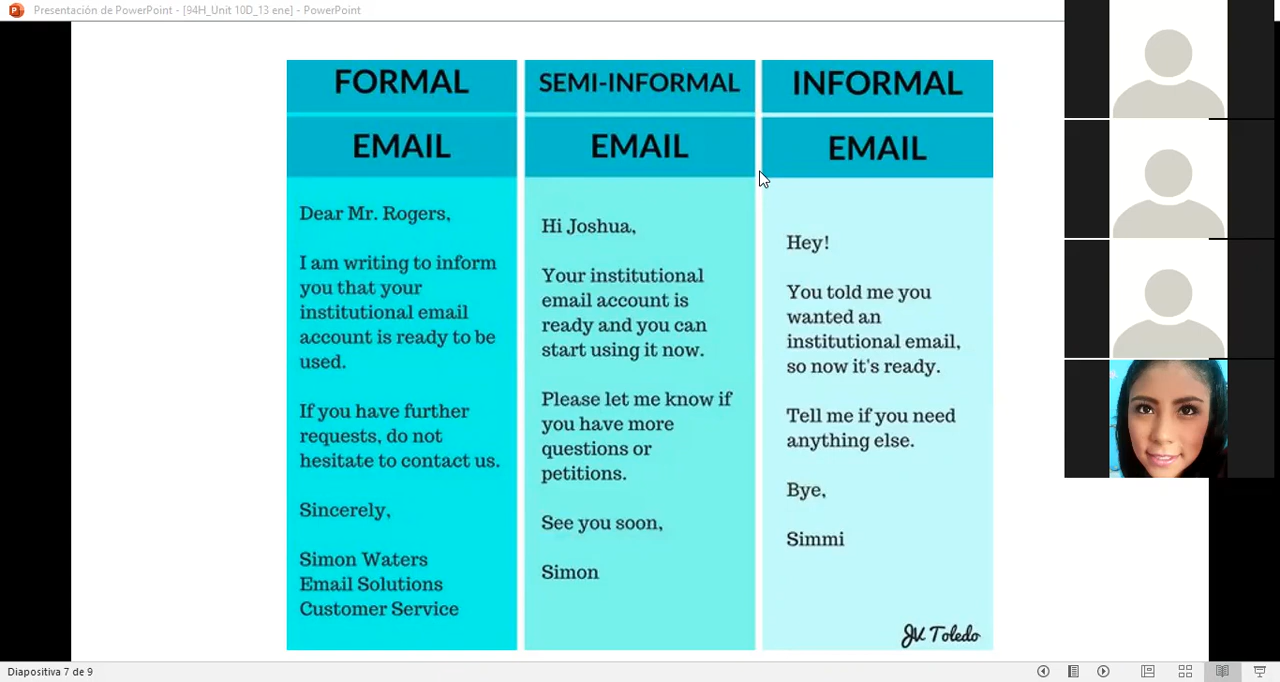 Presentación de PowerPoint - [94H_Unit 10D_13 ene] - PowerPoint
FORMAL
EMAIL
Dear Mr. Rogers,
I am writing to inform
you that your
institutional email
account is ready to be
used.
If you have further
requests, do not
hesitate to contact us.
Sincerely,
Simon Waters
Email Solutions
Customer Service
SEMI-INFORMAL
EMAIL
Hi Joshua,
Your institutional
email account is
ready and you can
start using it now.
Please let me know if
you have more
questions or
petitions.
See you soon,
Simon
INFORMAL
EMAIL
Hey!
You told me you
wanted an
institutional email,
so now it's ready.
Tell me if you need
anything else.
Bye,
Simmi
JV Toledo
Diapositiva 7 de 9